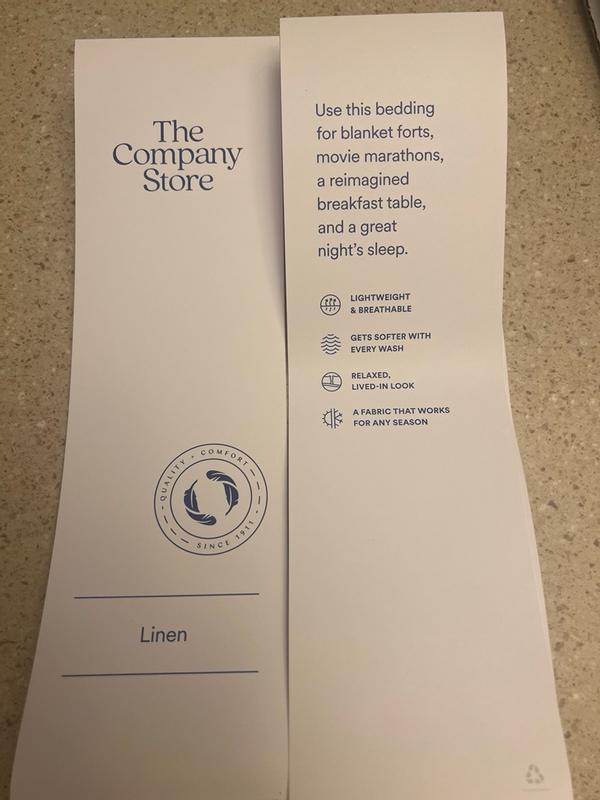 The
Company
Store
QUALITY • COMFORT
SINCE 1911
Linen
Use this bedding
for blanket forts,
movie marathons,
a reimagined
breakfast table,
and a great
night's sleep.
LIGHTWEIGHT
& BREATHABLE
GETS SOFTER WITH
EVERY WASH
RELAXED,
LIVED-IN LOOK
A FABRIC THAT WORKS
FOR ANY SEASON